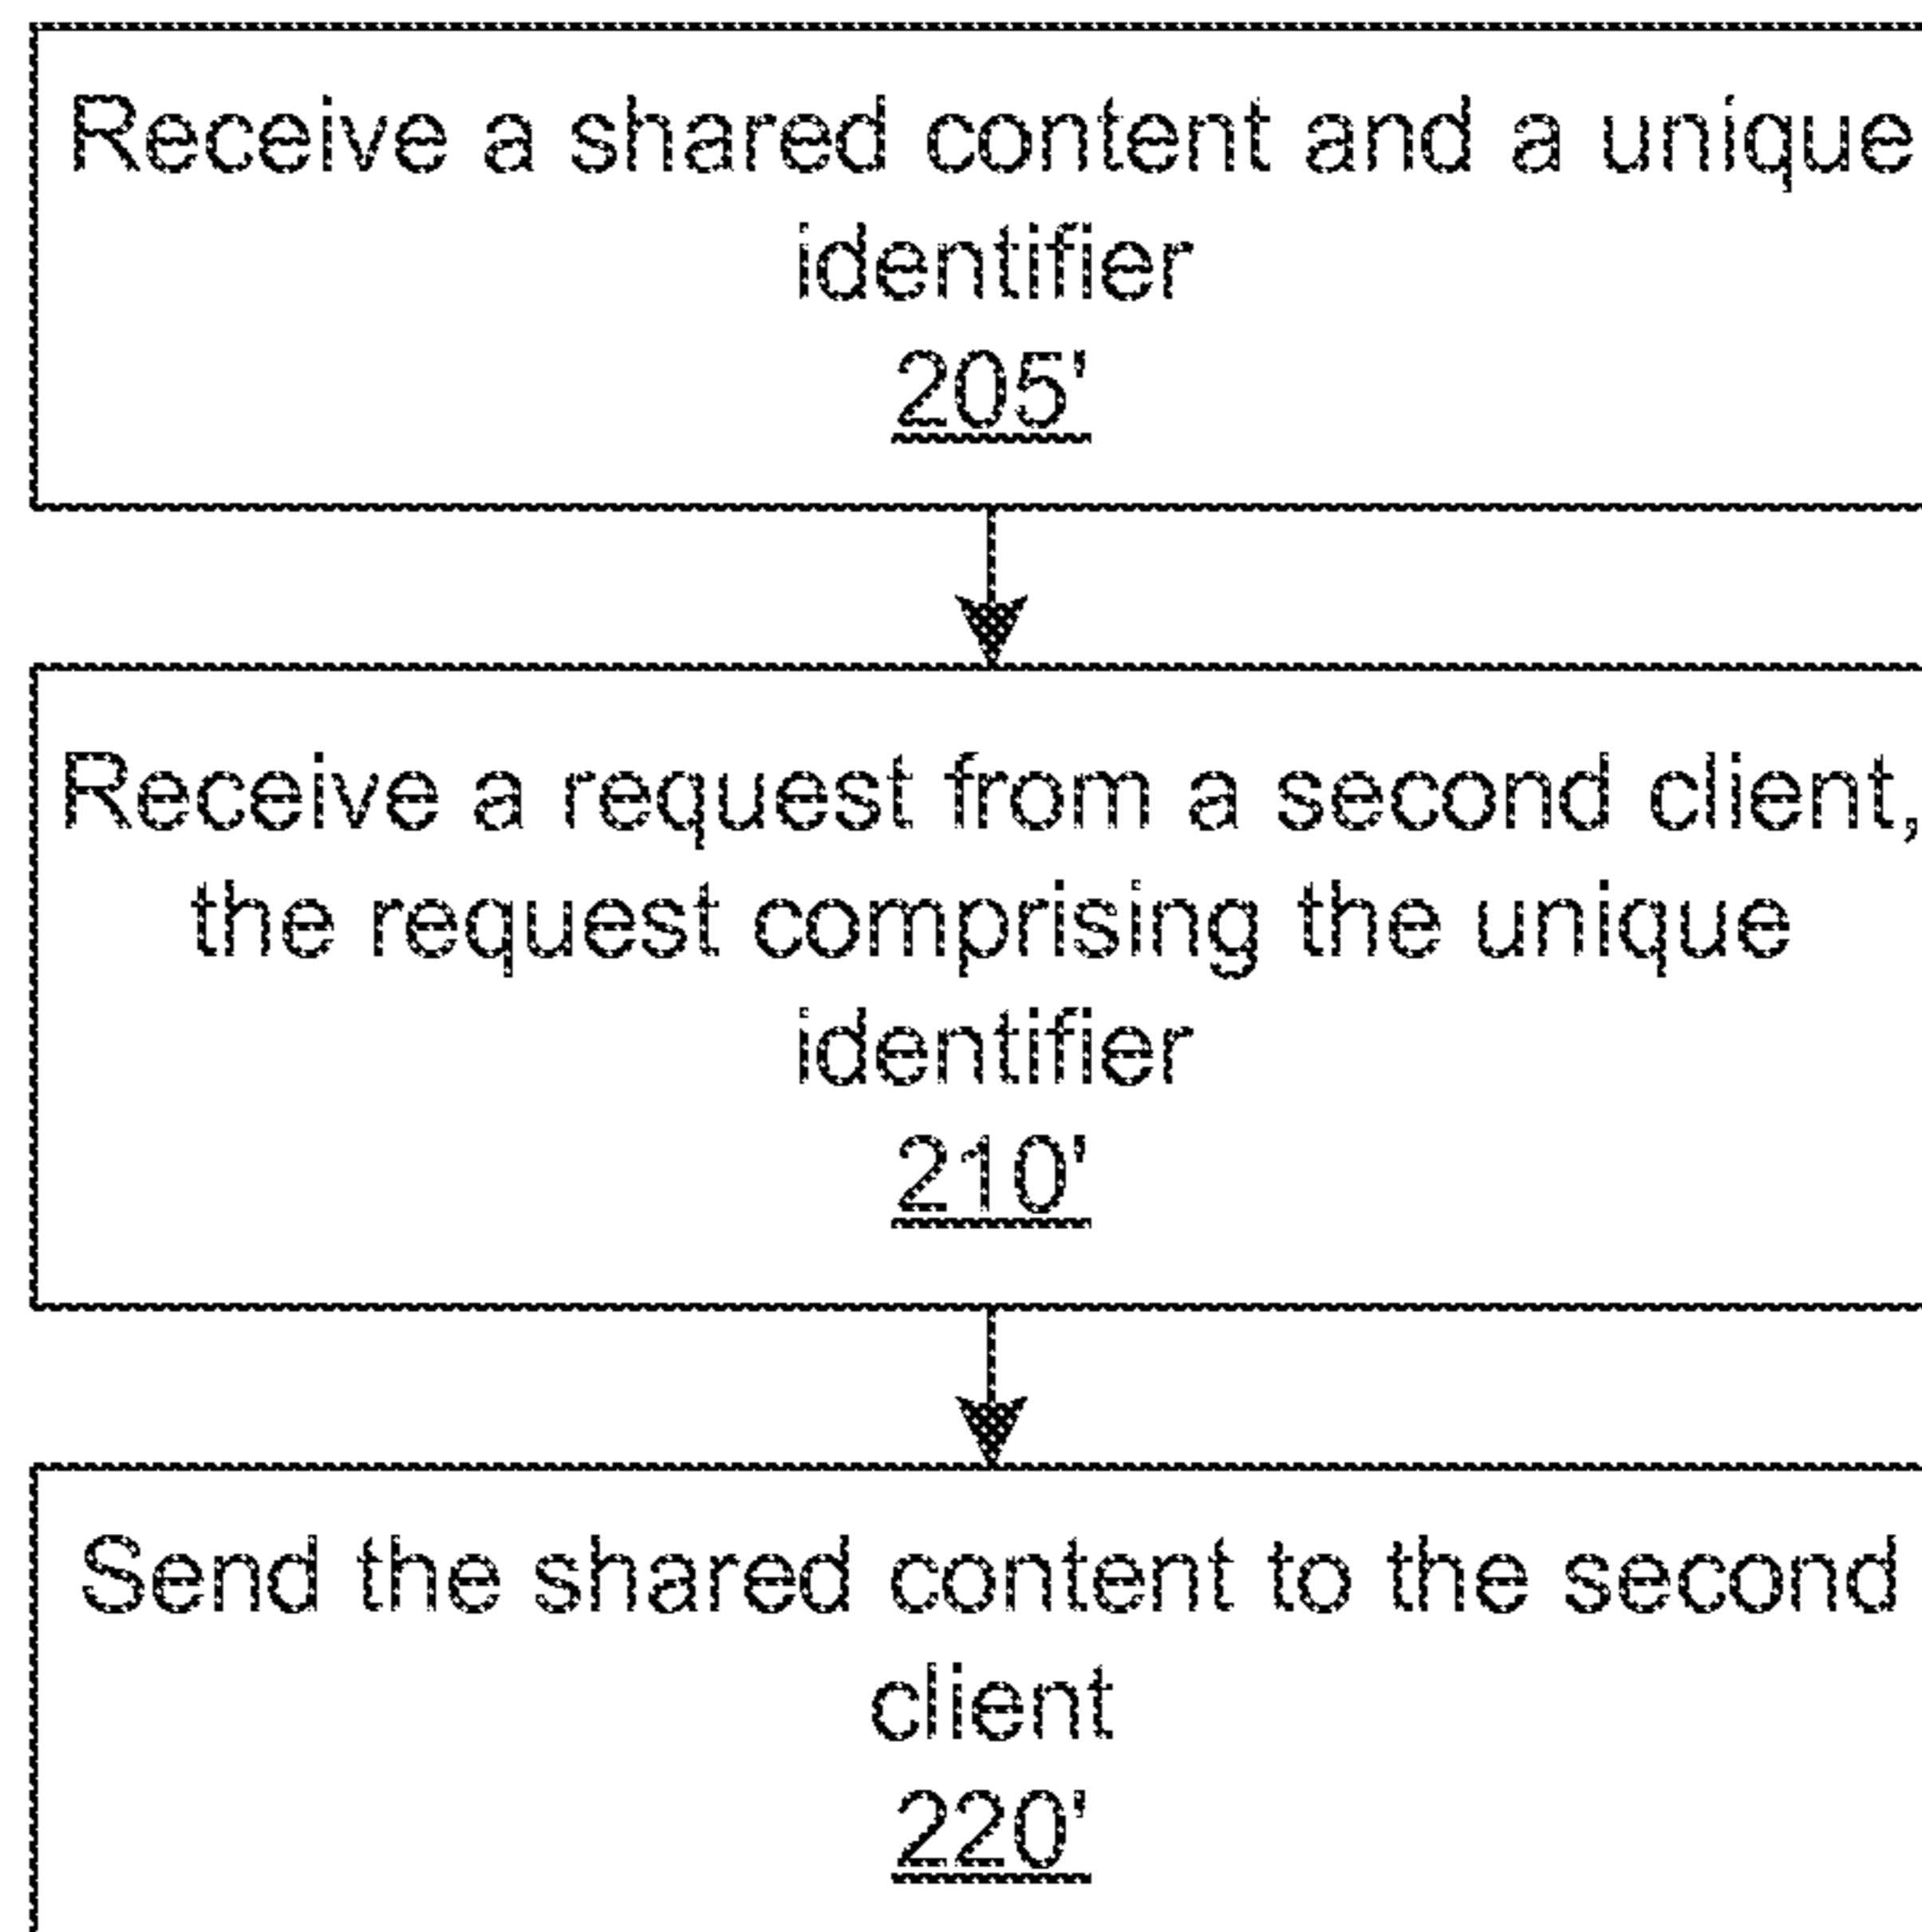 Receive a shared content and a unique
identifier
205'
Receive a request from a second client,
the request comprising the unique
identifier
210'
Send the shared content to the second
client
220'